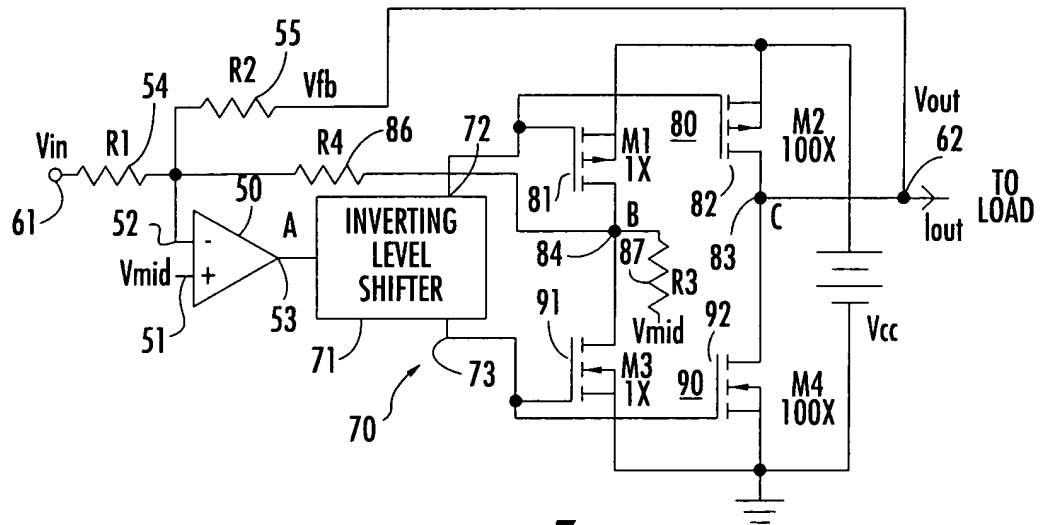 55
R2
54
Vfb
86
72
Vout
Vin
R1
R4
80
M1
1X
M2
100X
62
50
81
82
TO
LOAD
61
52
A
INVERTING
LEVEL
SHIFTER
B
C
Iout
-
84
87
83
Vmid
+
R3
91
Vmid
92
51
53
Vcc
71
73
M3
1X
90
M4
100X
70